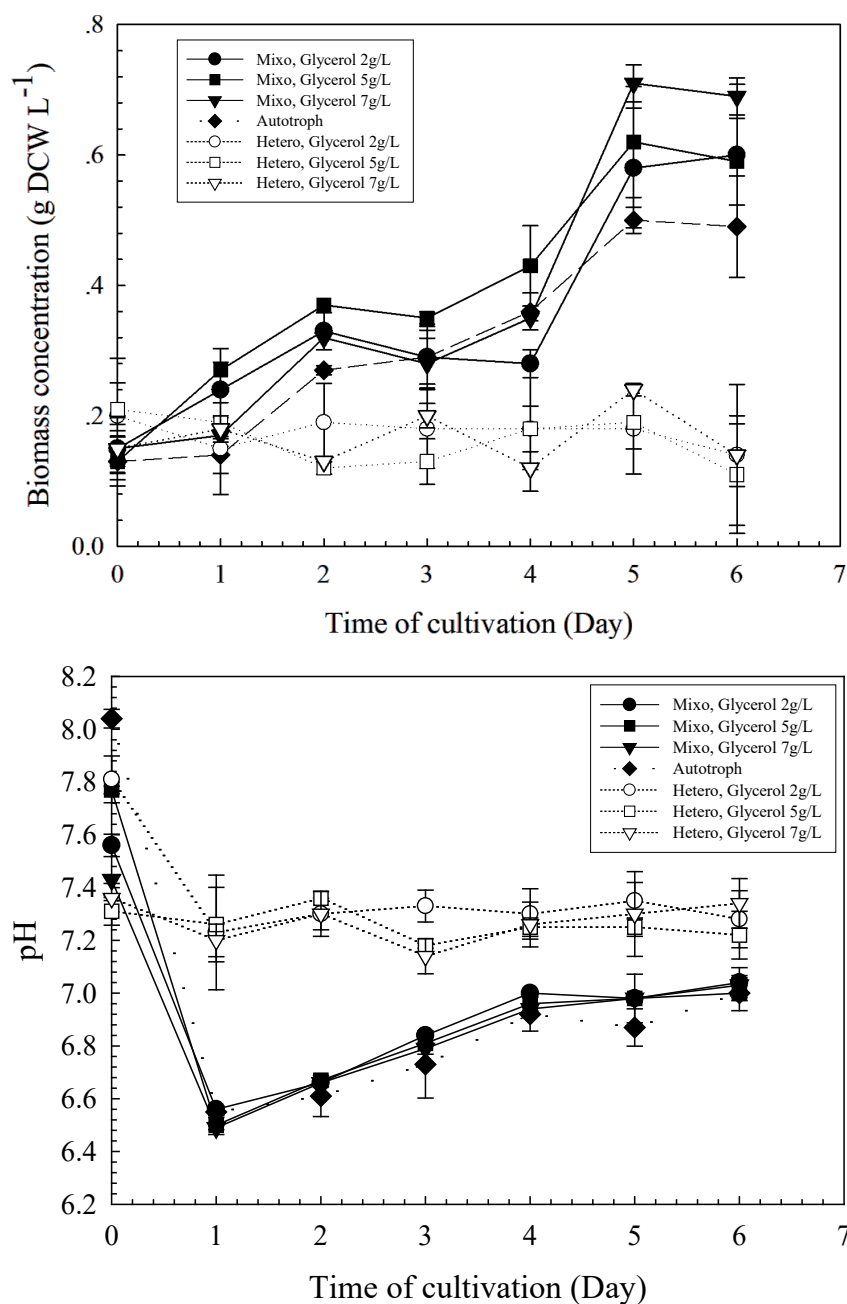 .8
.6
.4
.2
0.0
Biomass concentration (g DCW L⁻¹)
Mixo, Glycerol 2g/L
Mixo, Glycerol 5g/L
Mixo, Glycerol 7g/L
Autotroph
Hetero, Glycerol 2g/L
Hetero, Glycerol 5g/L
Hetero, Glycerol 7g/L
0 1 2 3 4 5 6 7
Time of cultivation (Day)
8.2
8.0
7.8
7.6
7.4
7.2
7.0
6.8
6.6
6.4
6.2
pH
Mixo, Glycerol 2g/L
Mixo, Glycerol 5g/L
Mixo, Glycerol 7g/L
Autotroph
Hetero, Glycerol 2g/L
Hetero, Glycerol 5g/L
Hetero, Glycerol 7g/L
0 1 2 3 4 5 6 7
Time of cultivation (Day)